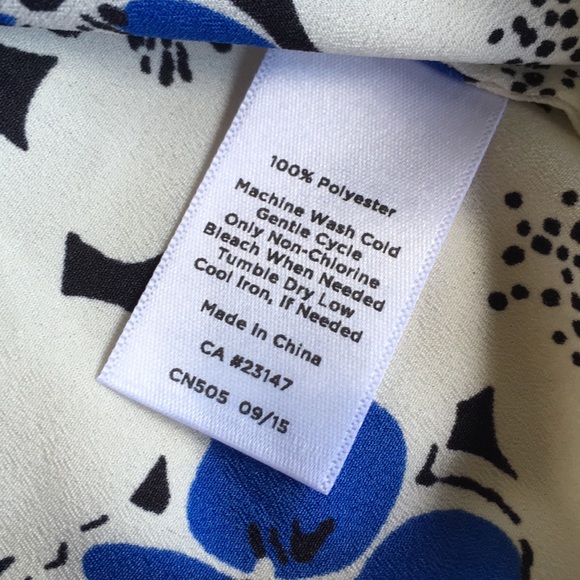 100% Polyester
Machine Wash Cold
Gentle Cycle
Only Non-Chlorine
Bleach When Needed
Tumble Dry Low
Cool Iron, If Needed
Made In China
CA #23147
CN505 09/15